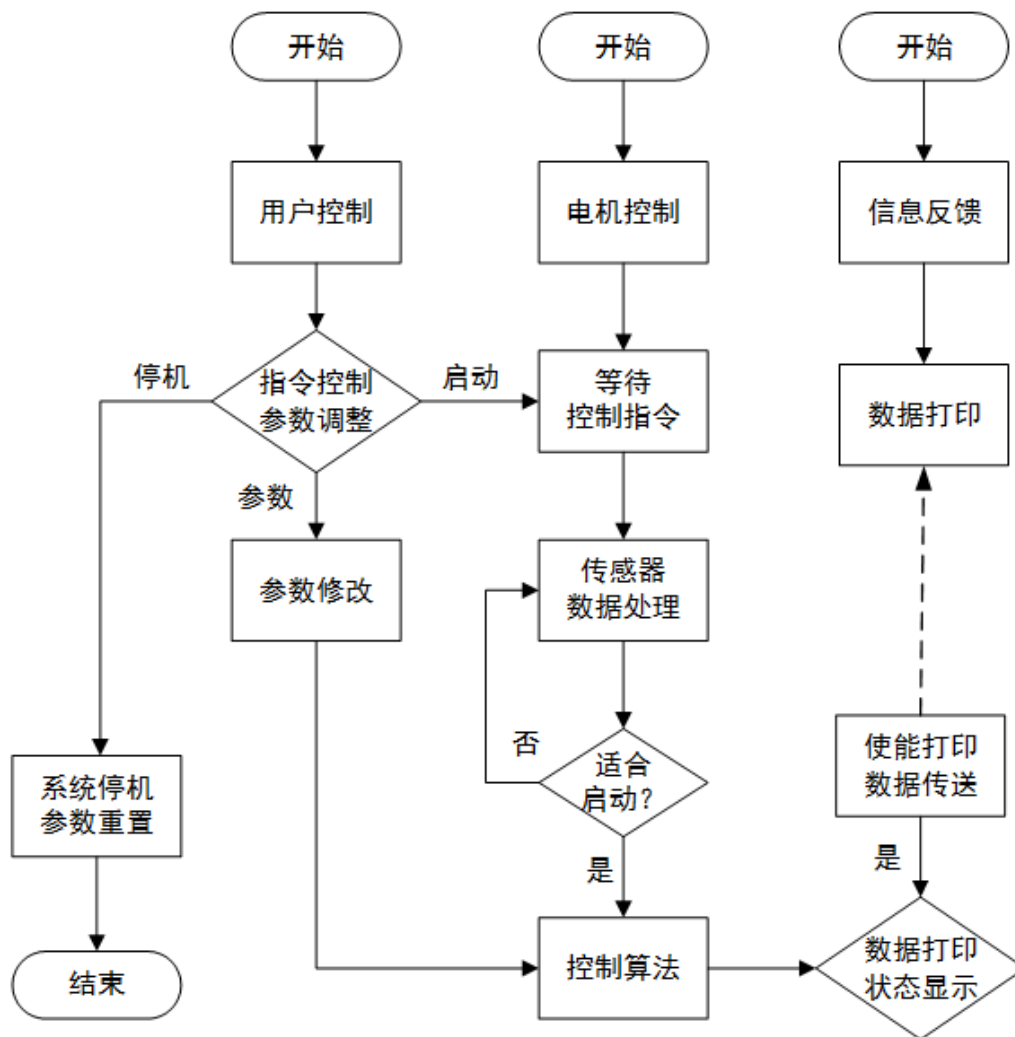 开始
开始
开始
用户控制
电机控制
信息反馈
停机
指令控制
参数调整
启动
等待
控制指令
数据打印
参数
参数修改
传感器
数据处理
否
适合
启动?
使能打印
数据传送
系统停机
参数重置
是
是
结束
控制算法
数据打印
状态显示